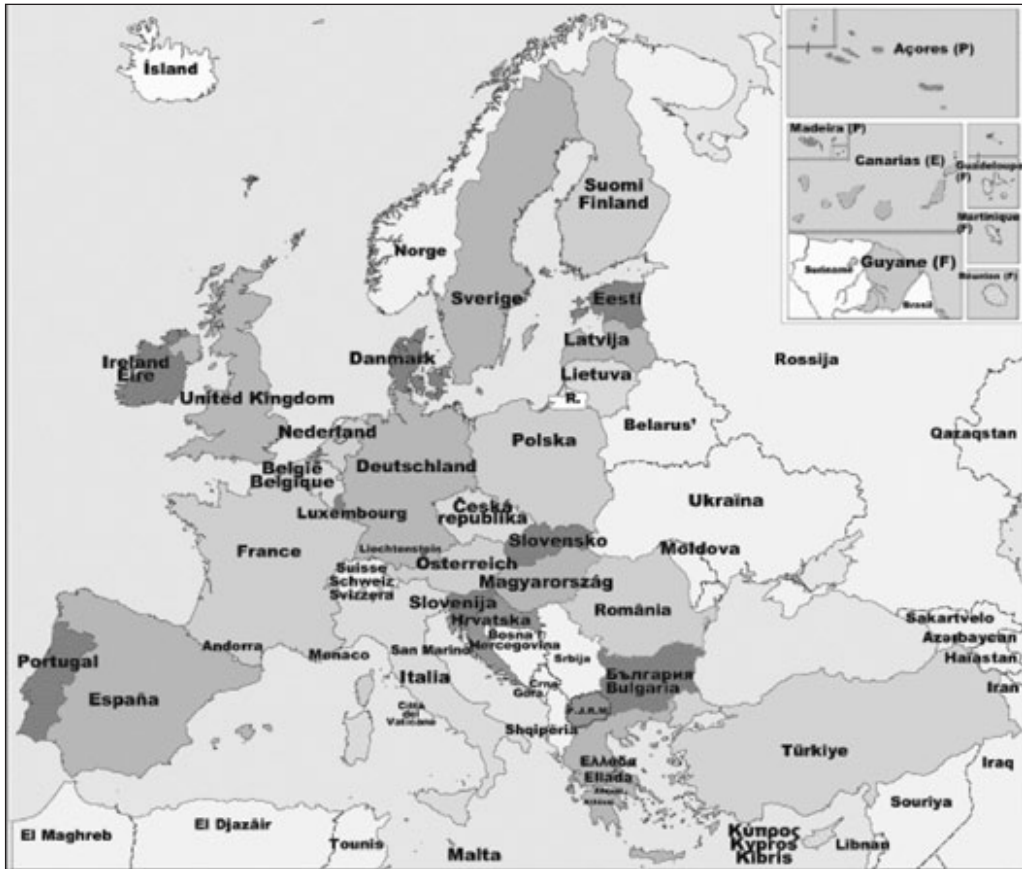 Ísland
Açores (P)
Madeira (P)
Canarias (E)
Guadeloupe
(F)
Martinique
(F)
Suriname
Guyane (F)
Brasil
Réunion (F)
Suomi
Finland
Norge
Sverige
Eesti
Latvija
Lietuva
R.
Rossija
Danmark
Ireland
Éire
United Kingdom
Nederland
België
Belgique
Deutschland
Polska
Belarus'
Qazaqstan
Luxembourg
Česká
republika
Ukraïna
Slovensko
Moldova
France
Liechtenstein
Österreich
Suisse
Schweiz
Svizzera
Magyarország
Slovenija
Hrvatska
România
Bosna
Hercegovina
Srbija
Sakartvelo
Azərbaycan
Haïastan
Iran
Andorra
Menaco
San Marino
Portugal
España
Italia
Città
del
Vaticano
Crna
Gora
България
Bulgaria
F.J.R.M.
Shqipëria
Ελλάδα
Ellada
Türkiye
Iraq
Souriya
El Maghreb
El Djazâir
Tounis
Malta
Κύπρος
Kypros
Kibris
Libnan